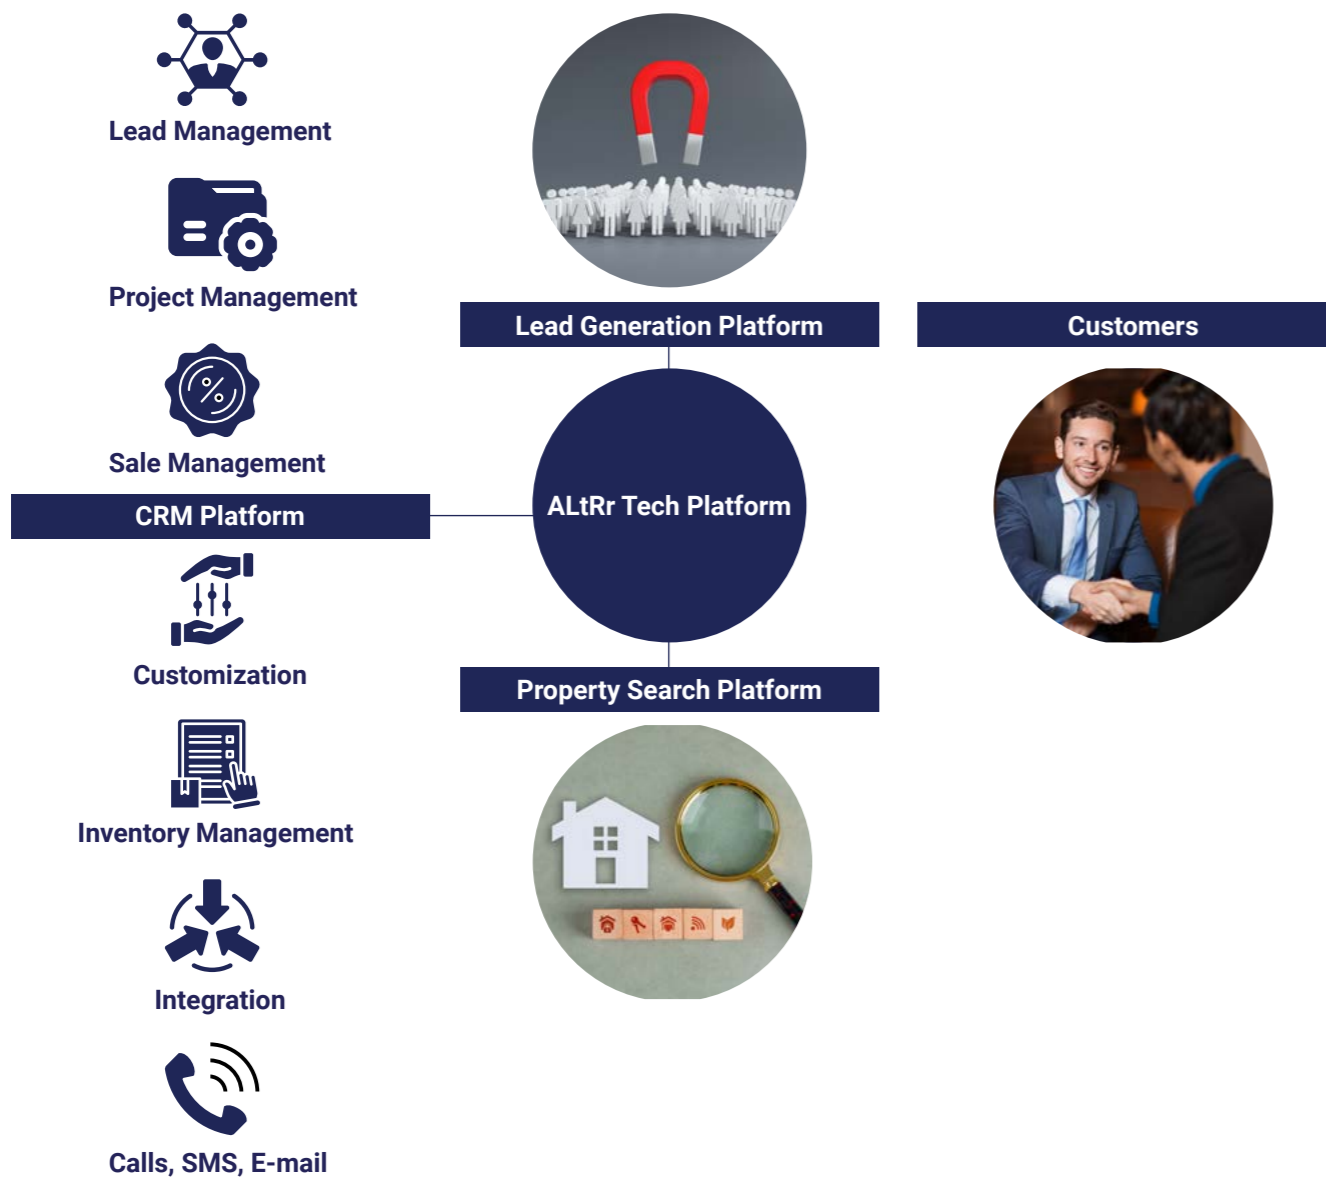 Lead Management
Project Management
Sale Management
CRM Platform
Customization
Inventory Management
Integration
Calls, SMS, E-mail
Lead Generation Platform
ALtRr Tech Platform
Property Search Platform
Customers